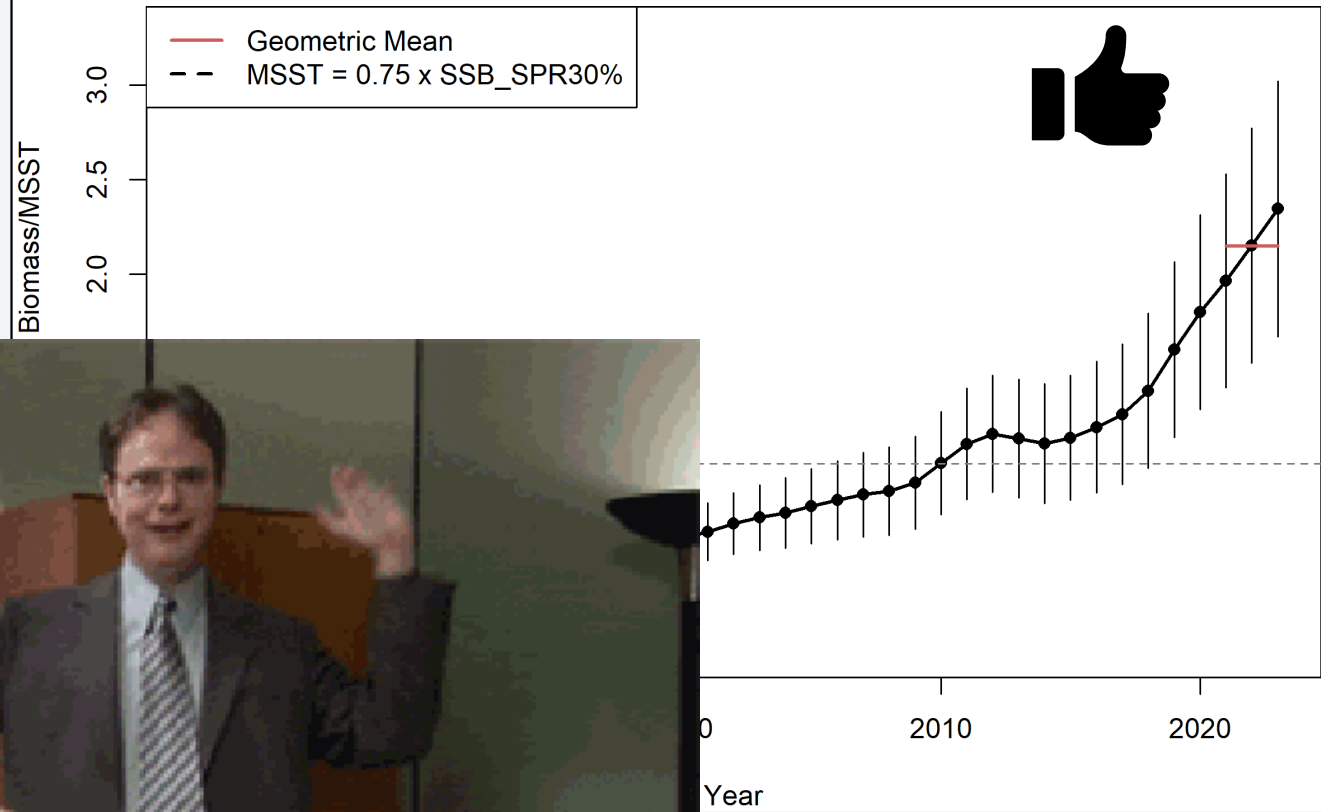 Geometric Mean
MSST = 0.75 x SSB_SPR30%
3.0
2.5
2.0
Biomass/MSST
0
2010
2020
Year